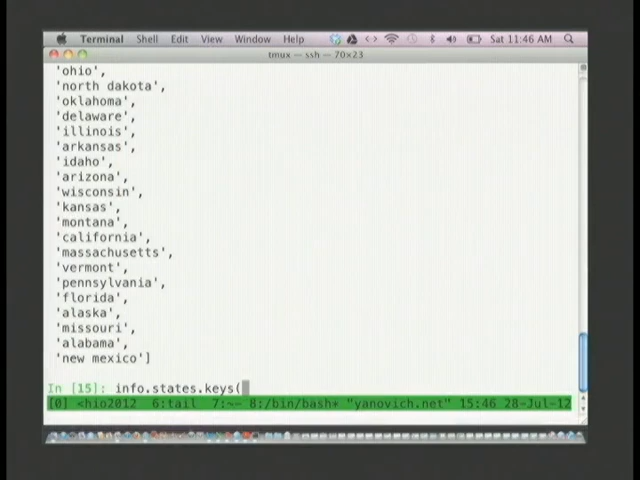 Terminal Shell Edit View Window Help Sat 11:46 AM
tmux — ssh — 70×23
'ohio',
'north dakota',
'oklahoma',
'delaware',
'illinois',
'arkansas',
'idaho',
'arizona',
'wisconsin',
'kansas',
'montana',
'california',
'massachusetts',
'vermont',
'pennsylvania',
'florida',
'alaska',
'missouri',
'alabama',
'new mexico']
In [15]: info.states.keys(
[0] <hio2012 6:tail 7:~- 8:/bin/bash* "yanovich.net" 15:46 28-Jul-12